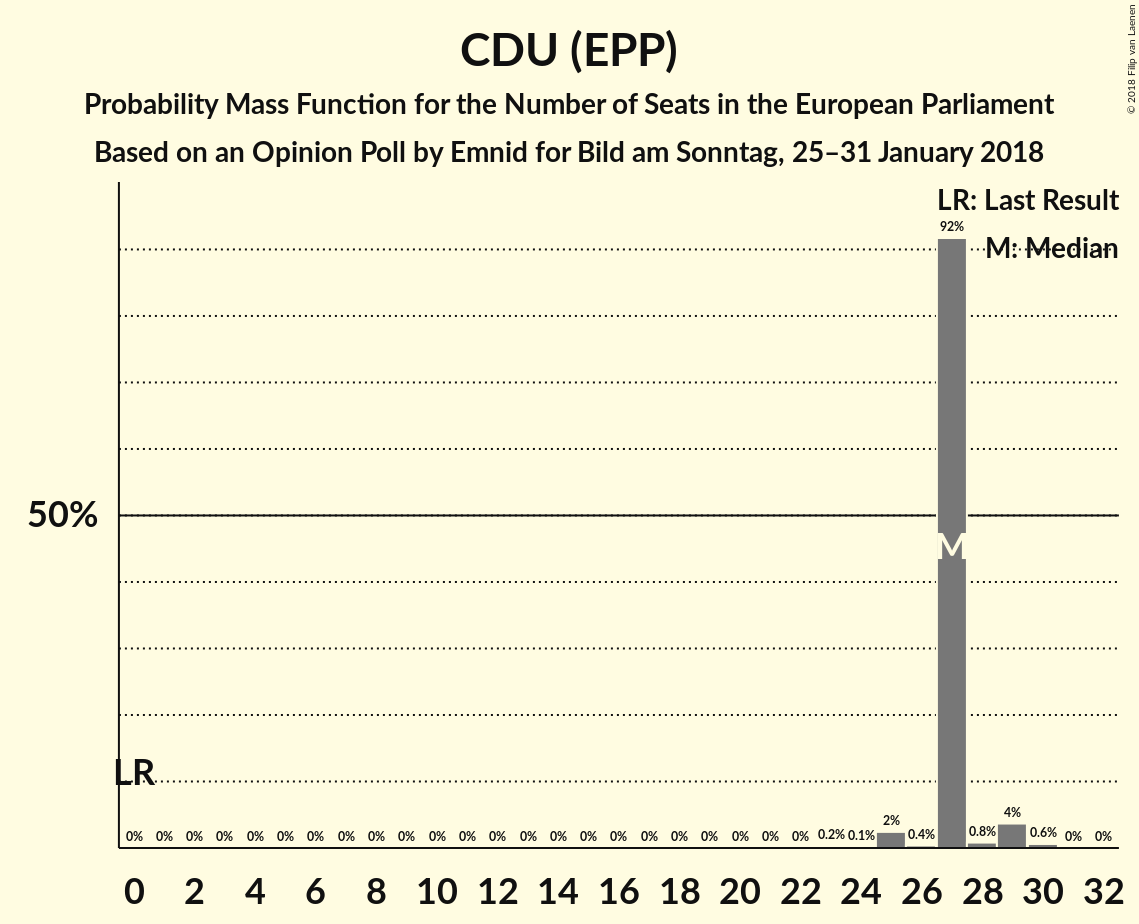 CDU (EPP)
Probability Mass Function for the Number of Seats in the European Parliament
Based on an Opinion Poll by Emnid for Bild am Sonntag, 25–31 January 2018
© 2018 Filip van Laenen
LR: Last Result
M: Median
92%
50%
M
LR
0% 0% 0% 0% 0% 0% 0% 0% 0% 0% 0% 0% 0% 0% 0% 0% 0% 0% 0% 0% 0% 0% 0% 0.2% 0.1% 2% 0.4% 0.8% 4% 0.6% 0% 0%
0 2 4 6 8 10 12 14 16 18 20 22 24 26 28 30 32